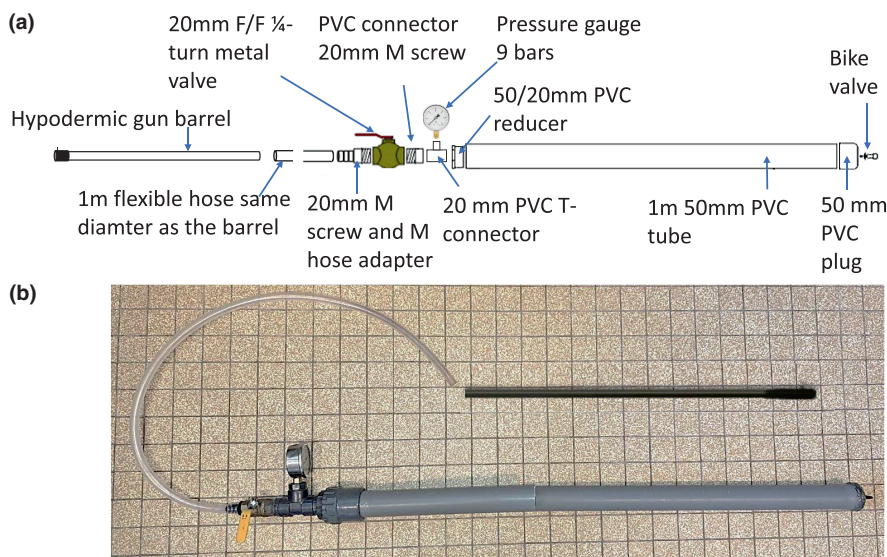 (a)
20mm F/F ¼-
turn metal
valve
PVC connector
20mm M screw
Pressure gauge
9 bars
Bike
valve
50/20mm PVC
reducer
Hypodermic gun barrel
1m flexible hose same
diamter as the barrel
20mm M
screw and M
hose adapter
20 mm PVC T-
connector
1m 50mm PVC
tube
50 mm
PVC
plug
(b)